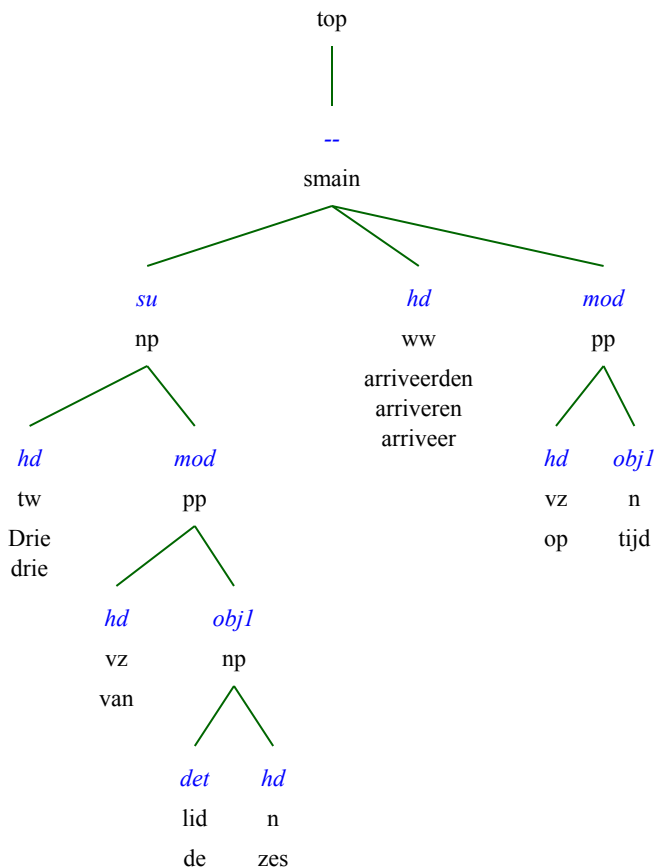 top
--
smain
su hd mod
np ww pp
arriveerden
arriveren
arriveer
hd mod hd obj1
tw pp vz n
Drie op tijd
drie
hd obj1
vz np
van
det hd
lid n
de zes